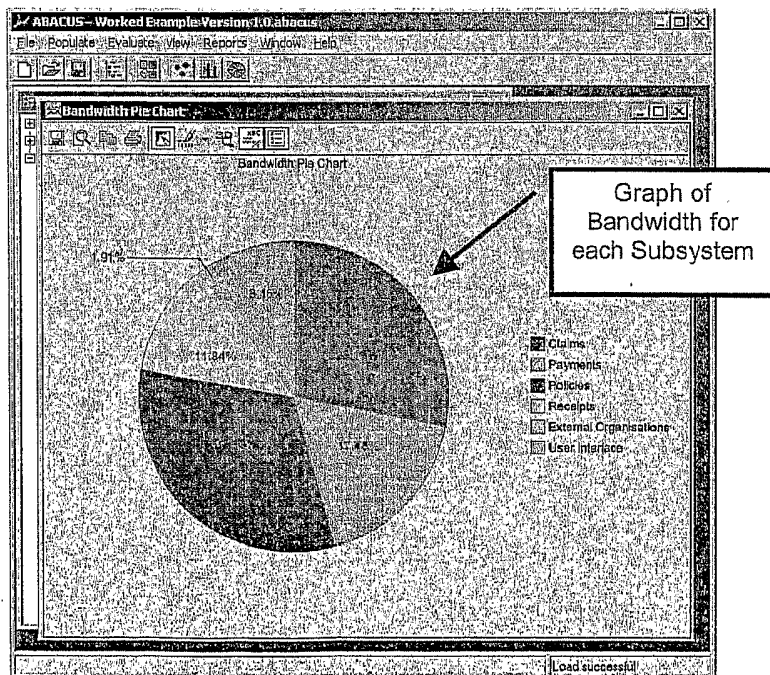 ABACUS - Worked Example Version 1.0.abacus
File Populate Evaluate View Reports Window Help
Bandwidth Pie Chart
Bandwidth Pie Chart
Graph of
Bandwidth for
each Subsystem
1.91%
11.84%
Claims
Payments
Policies
Receipts
External Organisations
User Interface
Load successful